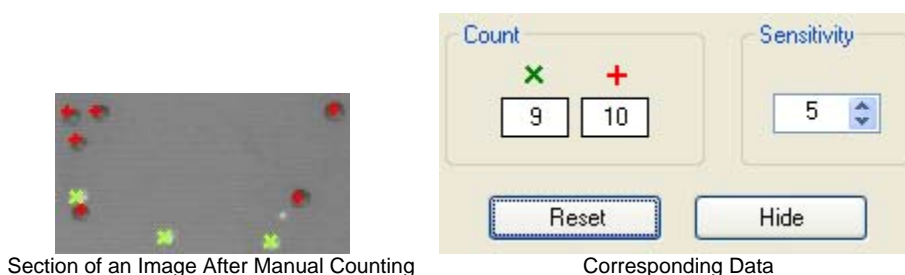 Count
Sensitivity
9
10
5
Reset
Hide
Section of an Image After Manual Counting
Corresponding Data